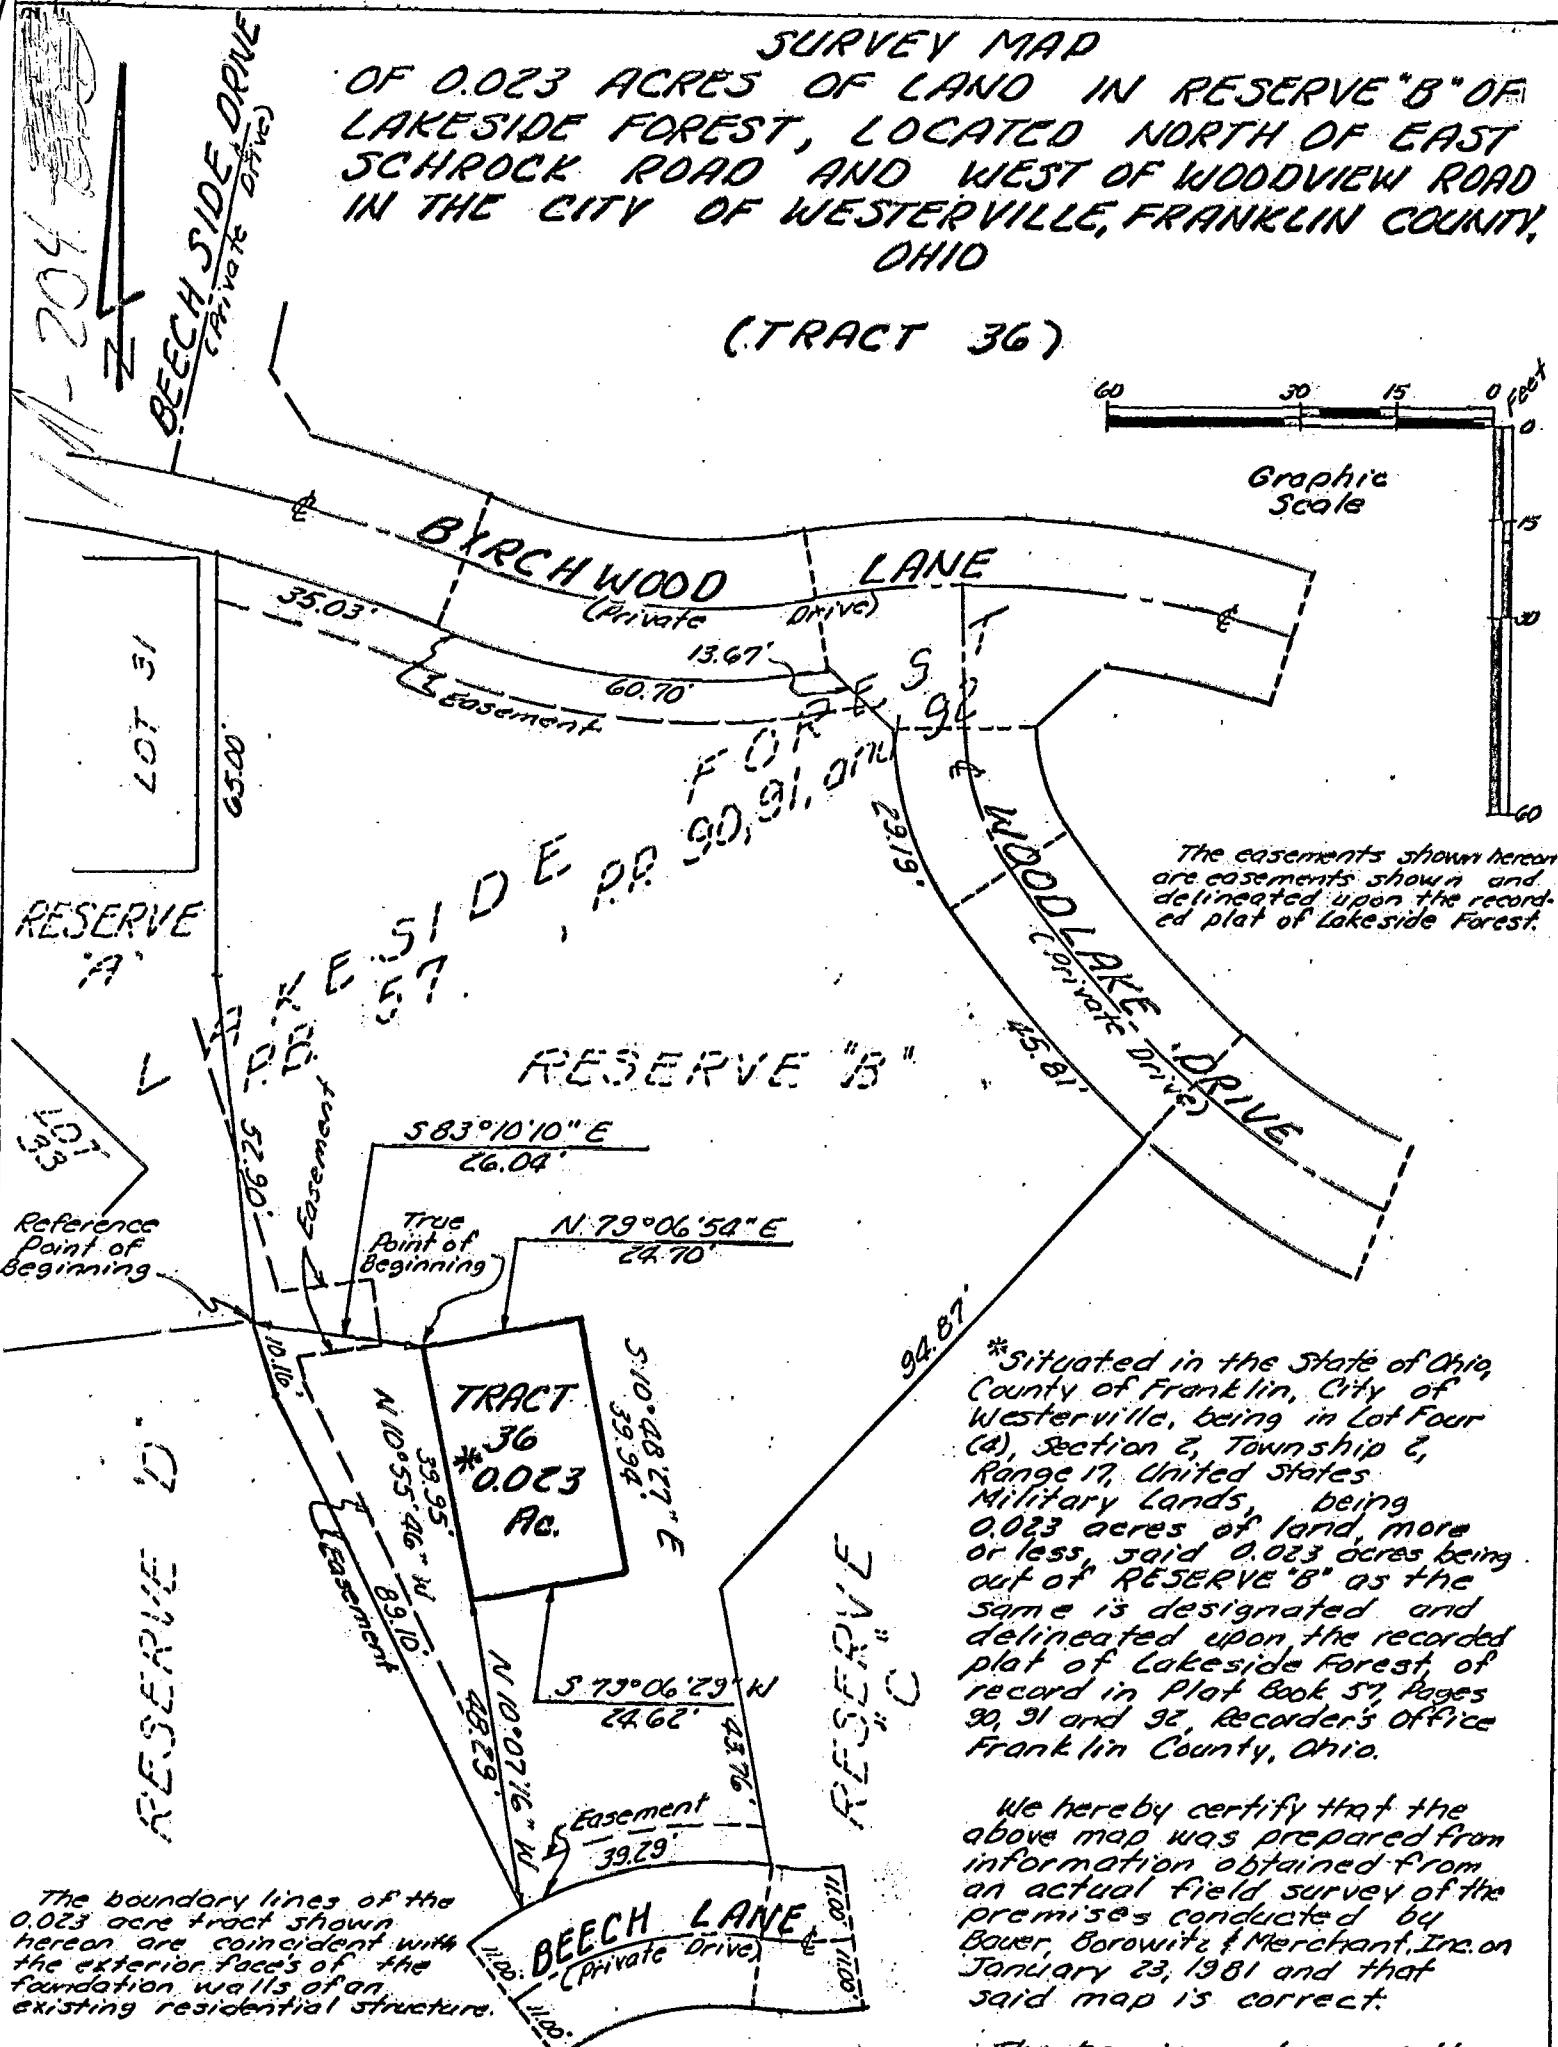 A-204
SURVEY MAP
OF 0.023 ACRES OF LAND IN RESERVE "B" OF
LAKESIDE FOREST, LOCATED NORTH OF EAST
SCHROCK ROAD AND WEST OF WOODVIEW ROAD
IN THE CITY OF WESTERVILLE, FRANKLIN COUNTY,
OHIO
(TRACT 36)
N
BEECH SIDE DRIVE
(Private Drive)
60 30 15 0 Feet
0
15
30
60
Graphic
Scale
BIRCHWOOD LANE
(Private Drive)
35.03'
60.70'
13.67'
Easement
LOT 31
65.00'
LAKESIDE FOREST
P.B. 57, P.P. 90, 91, and 92
29.19'
WOODLAKE DRIVE
(Private Drive)
45.81'
The easements shown hereon
are easements shown and
delineated upon the record-
ed plat of Lakeside Forest.
RESERVE
"A"
RESERVE "B"
LOT
33
52.90'
Easement
S 83°10'10" E
26.04'
Reference
Point of
Beginning
True
Point of
Beginning
N 79°06'54" E
24.70'
94.87'
10.16'
TRACT
36
*0.023
Ac.
N 10°55'46" W
39.95'
S 10°48'27" E
39.94'
Easement
89.10'
RESERVE "D"
S 79°06'29" W
24.62'
N 10°07'16" W
48.29'
43.76'
RESERVE
"C"
Easement
39.29'
BEECH LANE
(Private Drive)
11.00'
11.00'
11.00'
11.00'
*Situated in the State of Ohio,
County of Franklin, City of
Westerville, being in Lot Four
(4), Section 2, Township 2,
Range 17, United States
Military Lands, being
0.023 acres of land, more
or less, said 0.023 acres being
out of RESERVE "B" as the
same is designated and
delineated upon the recorded
plat of Lakeside Forest, of
record in Plat Book 57, Pages
90, 91 and 92, Recorder's Office
Franklin County, Ohio.
We hereby certify that the
above map was prepared from
information obtained from
an actual field survey of the
premises conducted by
Bauer, Borowitz & Merchant, Inc. on
January 23, 1981 and that
said map is correct.
The boundary lines of the
0.023 acre tract shown
hereon are coincident with
the exterior faces of the
foundation walls of an
existing residential structure.